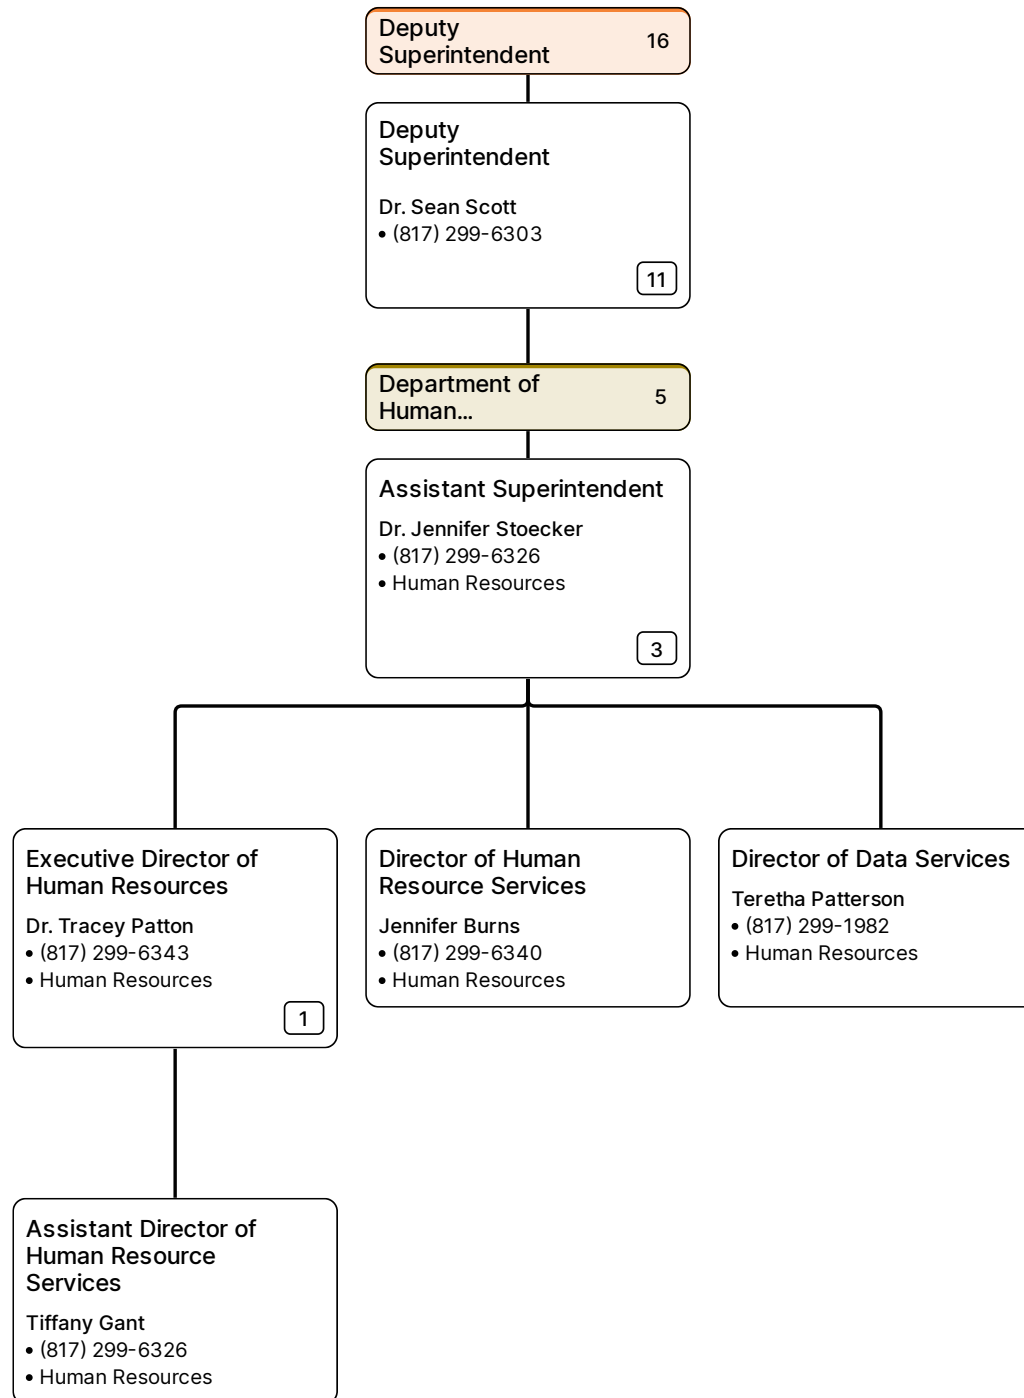 Deputy
Superintendent
16
Deputy
Superintendent
Dr. Sean Scott
• (817) 299-6303
11
Department of
Human...
5
Assistant Superintendent
Dr. Jennifer Stoecker
• (817) 299-6326
• Human Resources
3
Executive Director of
Human Resources
Dr. Tracey Patton
• (817) 299-6343
• Human Resources
1
Director of Human
Resource Services
Jennifer Burns
• (817) 299-6340
• Human Resources
Director of Data Services
Teretha Patterson
• (817) 299-1982
• Human Resources
Assistant Director of
Human Resource
Services
Tiffany Gant
• (817) 299-6326
• Human Resources